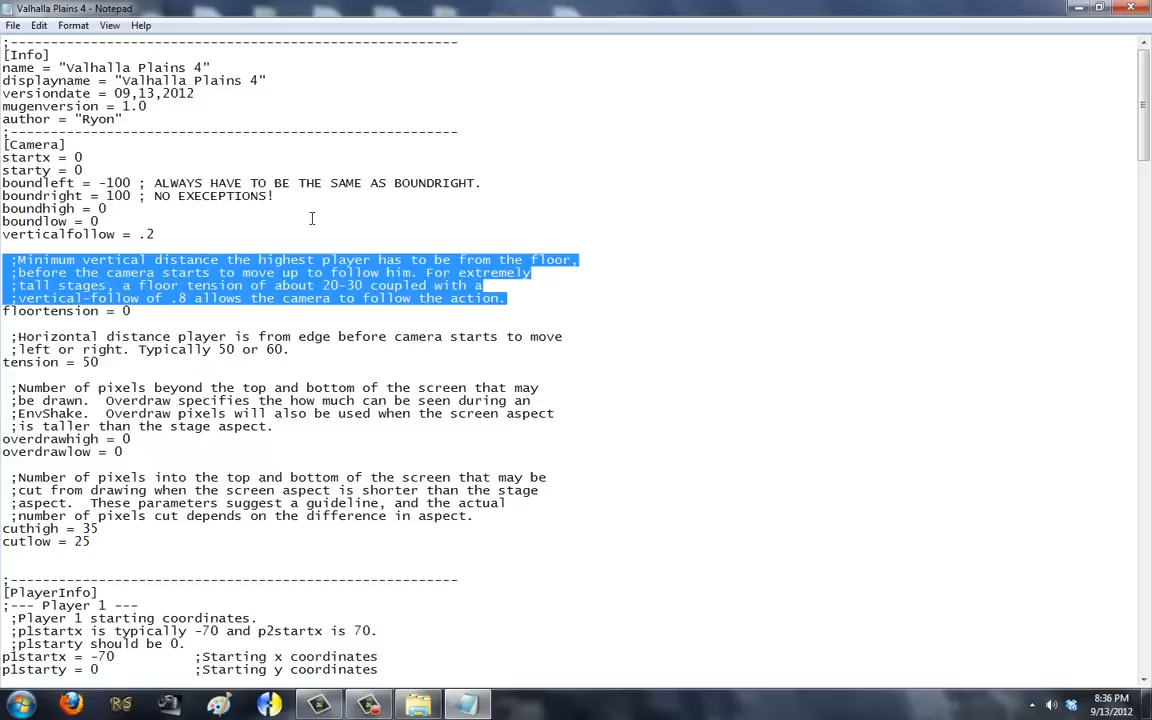 Valhalla Plains 4 - Notepad
File Edit Format View Help
;--------------------------------------------------------
[Info]
name = "Valhalla Plains 4"
displayname = "Valhalla Plains 4"
versiondate = 09,13,2012
mugenversion = 1.0
author = "Ryon"
;--------------------------------------------------------
[Camera]
startx = 0
starty = 0
boundleft = -100 ; ALWAYS HAVE TO BE THE SAME AS BOUNDRIGHT.
boundright = 100 ; NO EXECEPTIONS!
boundhigh = 0
boundlow = 0
verticalfollow = .2
;Minimum vertical distance the highest player has to be from the floor,
;before the camera starts to move up to follow him. For extremely
;tall stages, a floor tension of about 20-30 coupled with a
;vertical-follow of .8 allows the camera to follow the action.
floortension = 0
;Horizontal distance player is from edge before camera starts to move
;left or right. Typically 50 or 60.
tension = 50
;Number of pixels beyond the top and bottom of the screen that may
;be drawn.  Overdraw specifies the how much can be seen during an
;EnvShake.  Overdraw pixels will also be used when the screen aspect
;is taller than the stage aspect.
overdrawhigh = 0
overdrawlow = 0
;Number of pixels into the top and bottom of the screen that may be
;cut from drawing when the screen aspect is shorter than the stage
;aspect.  These parameters suggest a guideline, and the actual
;number of pixels cut depends on the difference in aspect.
cuthigh = 35
cutlow = 25
;--------------------------------------------------------
[PlayerInfo]
;--- Player 1 ---
;Player 1 starting coordinates.
;p1startx is typically -70 and p2startx is 70.
;p1starty should be 0.
p1startx = -70          ;Starting x coordinates
p1starty = 0            ;Starting y coordinates
RS
8:36 PM
9/13/2012